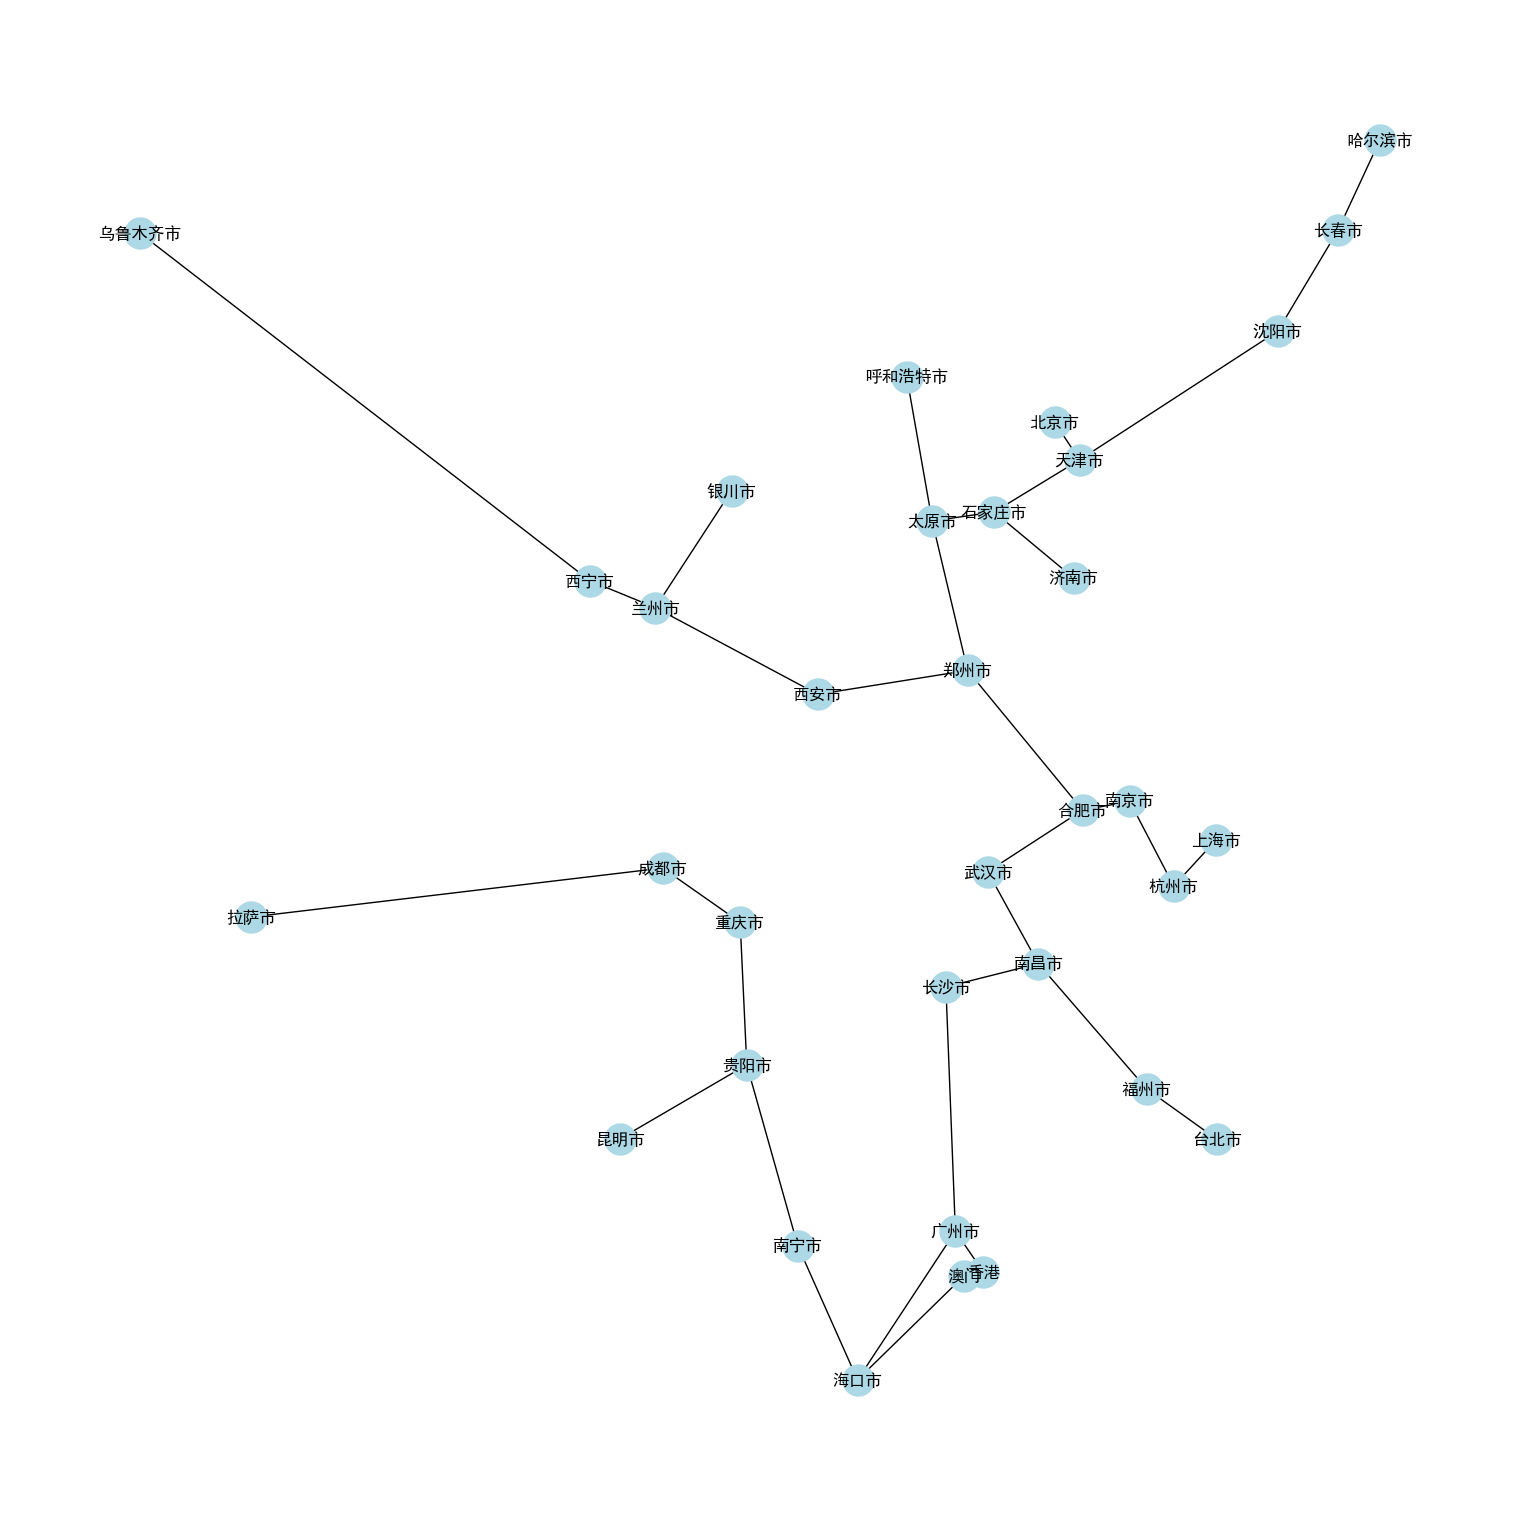 哈尔滨市
长春市
乌鲁木齐市
沈阳市
呼和浩特市
北京市
天津市
银川市
石家庄市
太原市
济南市
西宁市
兰州市
郑州市
西安市
南京市
合肥市
上海市
成都市
武汉市
杭州市
拉萨市
重庆市
南昌市
长沙市
贵阳市
福州市
昆明市
台北市
广州市
南宁市
香港
澳门
海口市